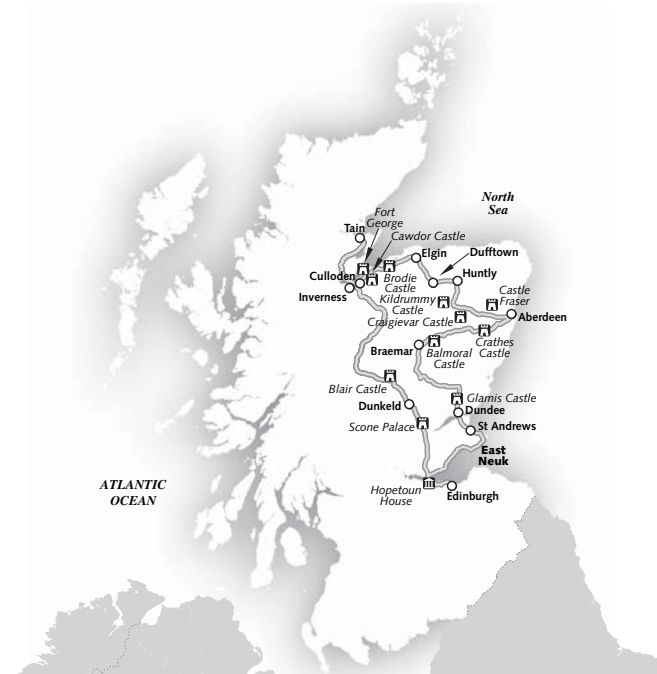 North
Sea
Fort
George
Tain
Cawdor Castle
Elgin
Dufftown
Culloden
Brodie
Castle
Huntly
Inverness
Kildrummy
Castle
Castle
Fraser
Craigievar Castle
Aberdeen
Crathes
Castle
Braemar
Balmoral
Castle
Blair Castle
Glamis Castle
Dunkeld
Dundee
Scone Palace
St Andrews
East
Neuk
ATLANTIC
OCEAN
Hopetoun
House
Edinburgh